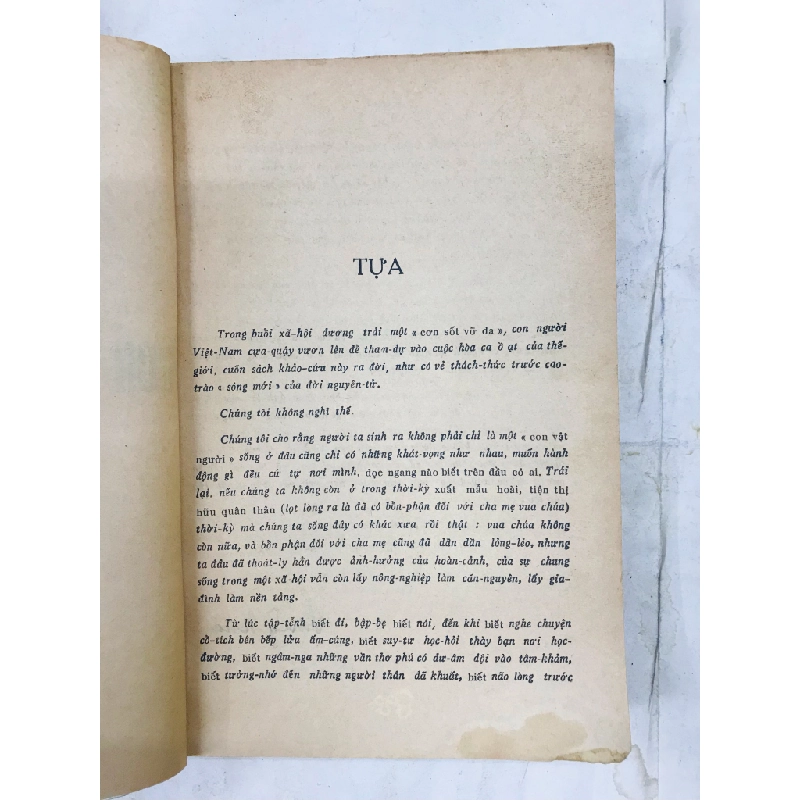 TỰA
Trong buồi xã-hội đương trải một « cơn sốt vỡ da », con người
Việt-Nam cựa-quậy vươn lên đề tham-dự vào cuộc hòa ca ồ ạt của thế-
giới, cuốn sách khảo-cứu này ra đời, như có vẻ thách-thức trước cao-
trào « sóng mới » của đời nguyên-tử.
Chúng tôi không nghĩ thế.
Chúng tôi cho rằng người ta sinh ra không phải chỉ là một « con vật
người » sống ở đâu cũng chỉ có những khát-vọng như nhau, muốn hành
động gì đều cứ tự nơi mình, dọc ngang nào biết trên đầu có ai. Trái
lại, nếu chúng ta không còn ở trong thời-kỳ xuất mẫu hoài, tiện thị
hữu quân thân (lọt lòng ra là đã có bồn-phận đối với cha mẹ vua chúa)
thời-kỳ mà chúng ta sống đây có khác xưa rồi thật : vua chúa không
còn nữa, và bồn phận đối với cha mẹ cũng đã dần dần lỏng-lẻo, nhưng
ta đâu đã thoát-ly hẳn được ảnh-hưởng của hoàn-cảnh, của sự chung
sống trong một xã hội vẫn còn lấy nông-nghiệp làm căn-nguyên, lấy gia-
đình làm nền tảng.
Từ lúc tập-tễnh biết đi, bập-bẹ biết nói, đến khi biết nghe chuyện
cồ-tích bên bếp lửa ấm-cúng, biết suy-tư học-hỏi thầy bạn nơi học-
đường, biết ngâm-nga những vần thơ phú có dư-âm dội vào tâm-khảm,
biết tưởng-nhớ đến những người thân đã khuất, biết não lòng trước